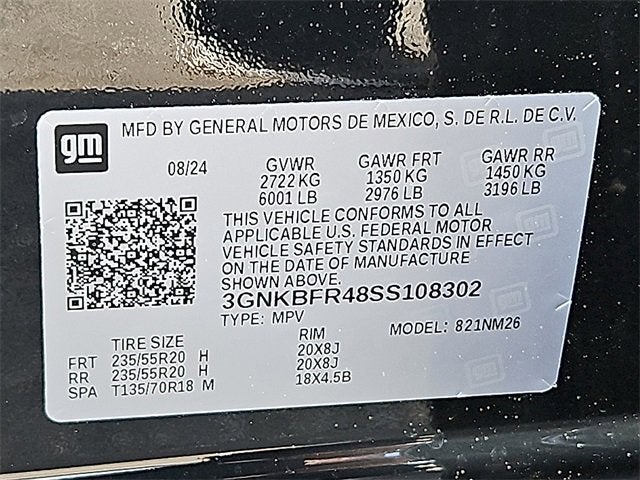 gm
MFD BY GENERAL MOTORS DE MEXICO, S. DE R.L. DE C.V.
08/24 GVWR GAWR FRT GAWR RR
2722 KG 1350 KG 1450 KG
6001 LB 2976 LB 3196 LB
THIS VEHICLE CONFORMS TO ALL
APPLICABLE U.S. FEDERAL MOTOR
VEHICLE SAFETY STANDARDS IN EFFECT
ON THE DATE OF MANUFACTURE
SHOWN ABOVE.
3GNKBFR48SS108302
TYPE: MPV MODEL: 821NM26
TIRE SIZE RIM
FRT 235/55R20 H 20X8J
RR 235/55R20 H 20X8J
SPA T135/70R18 M 18X4.5B